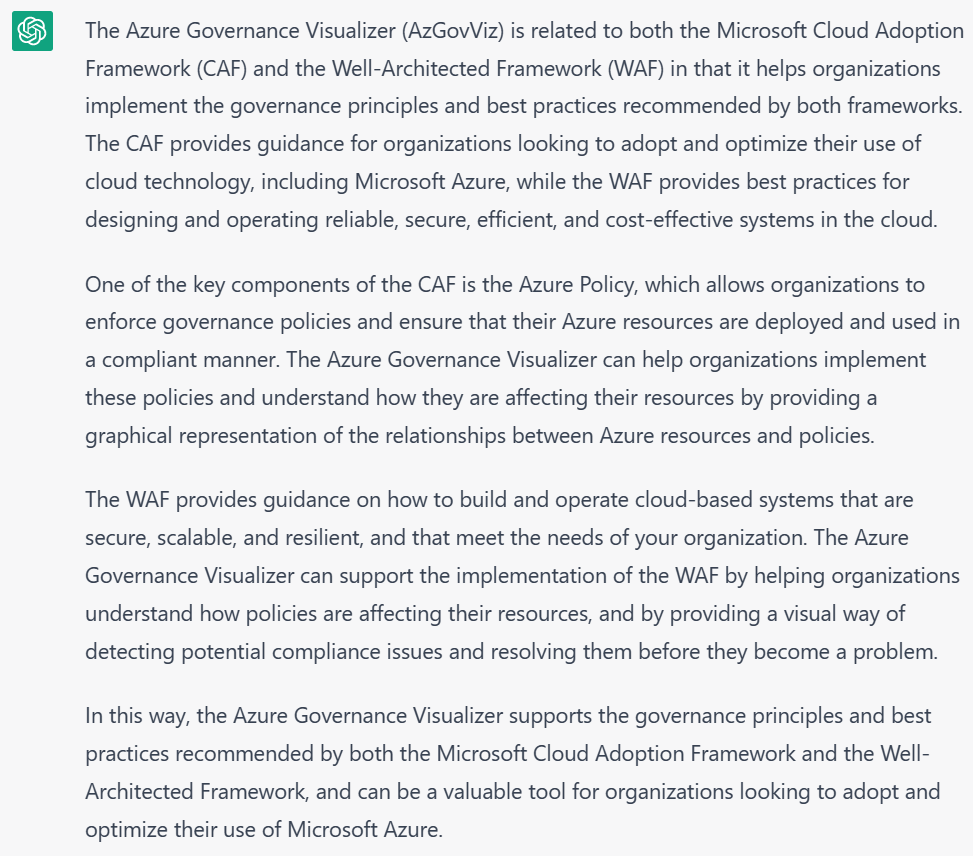 The Azure Governance Visualizer (AzGovViz) is related to both the Microsoft Cloud Adoption
Framework (CAF) and the Well-Architected Framework (WAF) in that it helps organizations
implement the governance principles and best practices recommended by both frameworks.
The CAF provides guidance for organizations looking to adopt and optimize their use of
cloud technology, including Microsoft Azure, while the WAF provides best practices for
designing and operating reliable, secure, efficient, and cost-effective systems in the cloud.
One of the key components of the CAF is the Azure Policy, which allows organizations to
enforce governance policies and ensure that their Azure resources are deployed and used in
a compliant manner. The Azure Governance Visualizer can help organizations implement
these policies and understand how they are affecting their resources by providing a
graphical representation of the relationships between Azure resources and policies.
The WAF provides guidance on how to build and operate cloud-based systems that are
secure, scalable, and resilient, and that meet the needs of your organization. The Azure
Governance Visualizer can support the implementation of the WAF by helping organizations
understand how policies are affecting their resources, and by providing a visual way of
detecting potential compliance issues and resolving them before they become a problem.
In this way, the Azure Governance Visualizer supports the governance principles and best
practices recommended by both the Microsoft Cloud Adoption Framework and the Well-
Architected Framework, and can be a valuable tool for organizations looking to adopt and
optimize their use of Microsoft Azure.